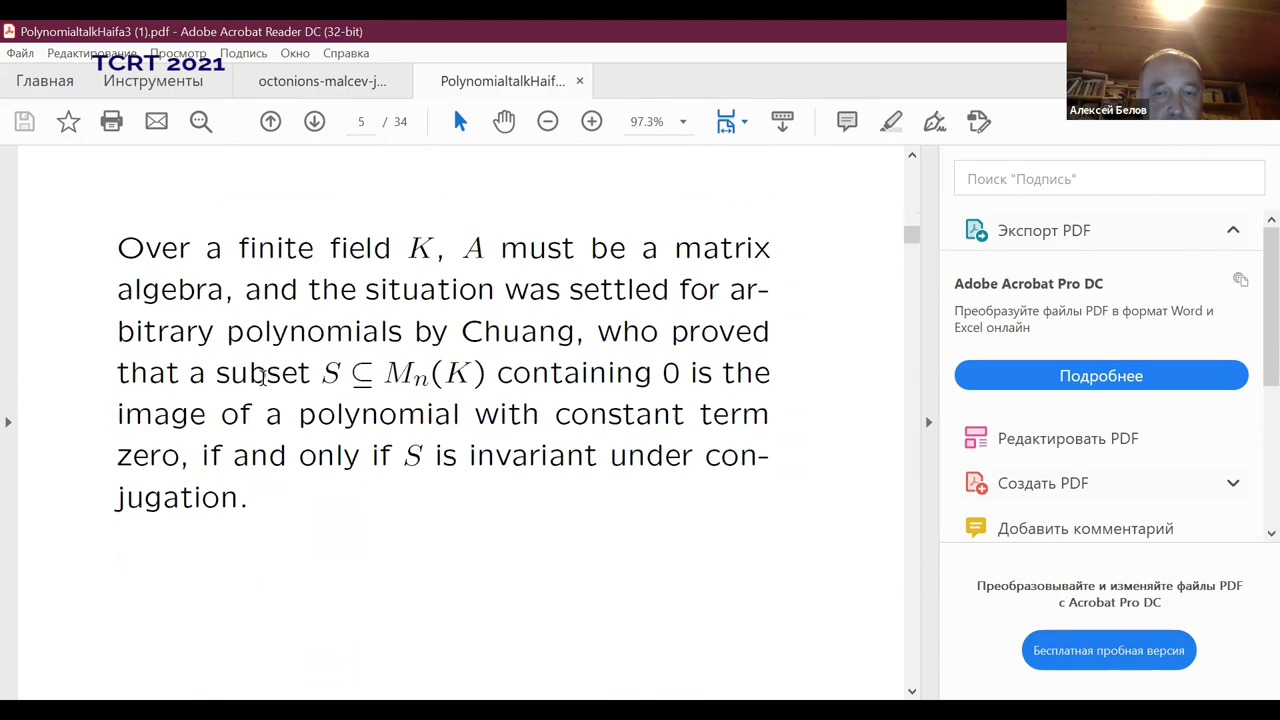 PolynomialtalkHaifa3 (1).pdf - Adobe Acrobat Reader DC (32-bit)
Файл Редактирование Просмотр Подпись Окно Справка
TCRT 2021
Главная Инструменты octonions-malcev-j... PolynomialtalkHaif... ×
5 / 34 97.3%
Алексей Белов
Over a finite field K, A must be a matrix
algebra, and the situation was settled for ar-
bitrary polynomials by Chuang, who proved
that a subset S ⊆ Mₙ(K) containing 0 is the
image of a polynomial with constant term
zero, if and only if S is invariant under con-
jugation.
Поиск "Подпись"
Экспорт PDF
Adobe Acrobat Pro DC
Преобразуйте файлы PDF в формат Word и
Excel онлайн
Подробнее
Редактировать PDF
Создать PDF
Добавить комментарий
Преобразовывайте и изменяйте файлы PDF
с Acrobat Pro DC
Бесплатная пробная версия